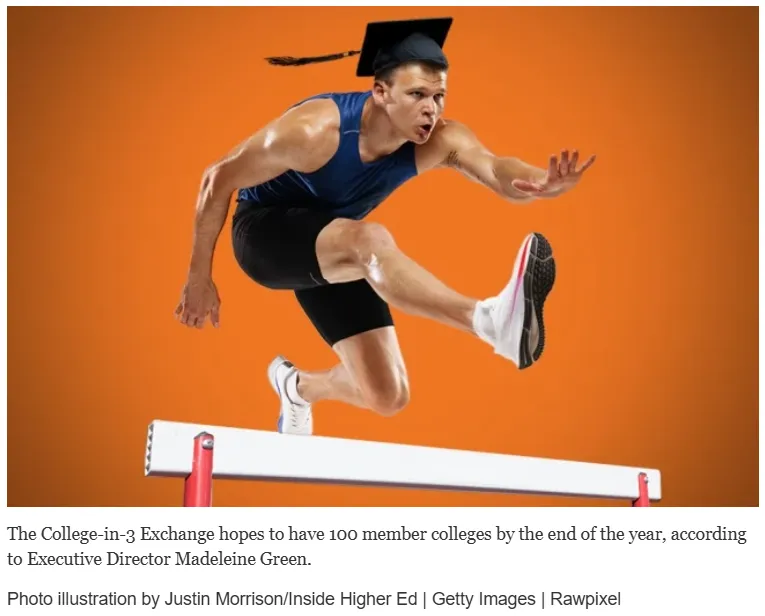 The College-in-3 Exchange hopes to have 100 member colleges by the end of the year, according
to Executive Director Madeleine Green.
Photo illustration by Justin Morrison/Inside Higher Ed | Getty Images | Rawpixel